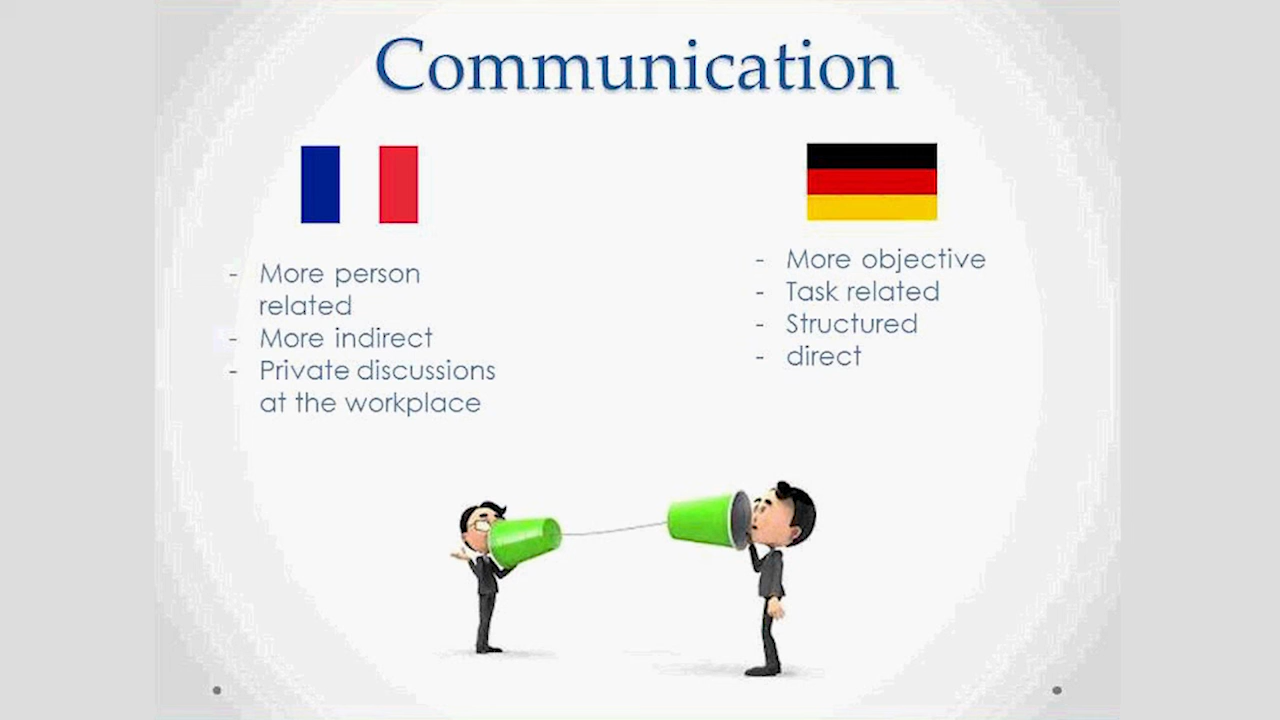 Communication
- More person
related
- More indirect
- Private discussions
at the workplace
- More objective
- Task related
- Structured
- direct